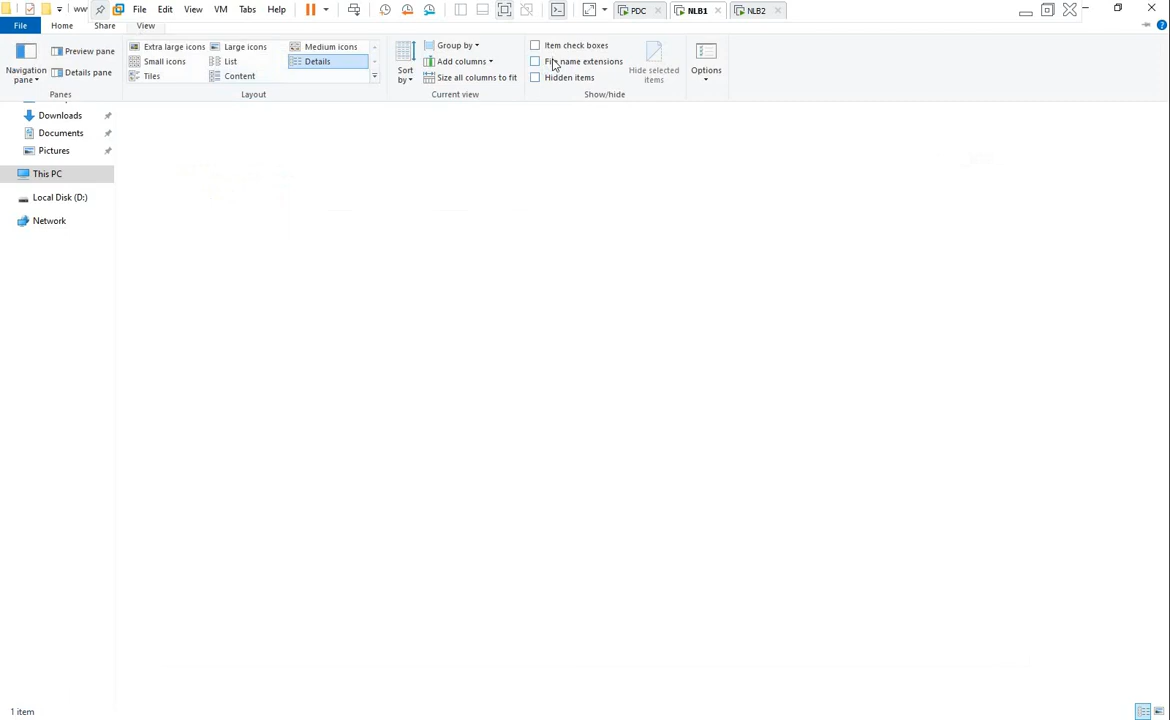 ww File Edit View VM Tabs Help PDC NLB1 NLB2
File Home Share View
Extra large icons Large icons Medium icons
Small icons List Details
Tiles Content
Navigation pane
Preview pane
Details pane
Panes
Layout
Sort by
Group by
Add columns
Size all columns to fit
Current view
Item check boxes
File name extensions
Hidden items
Hide selected items
Show/hide
Options
Downloads
Documents
Pictures
This PC
Local Disk (D:)
Network
1 item